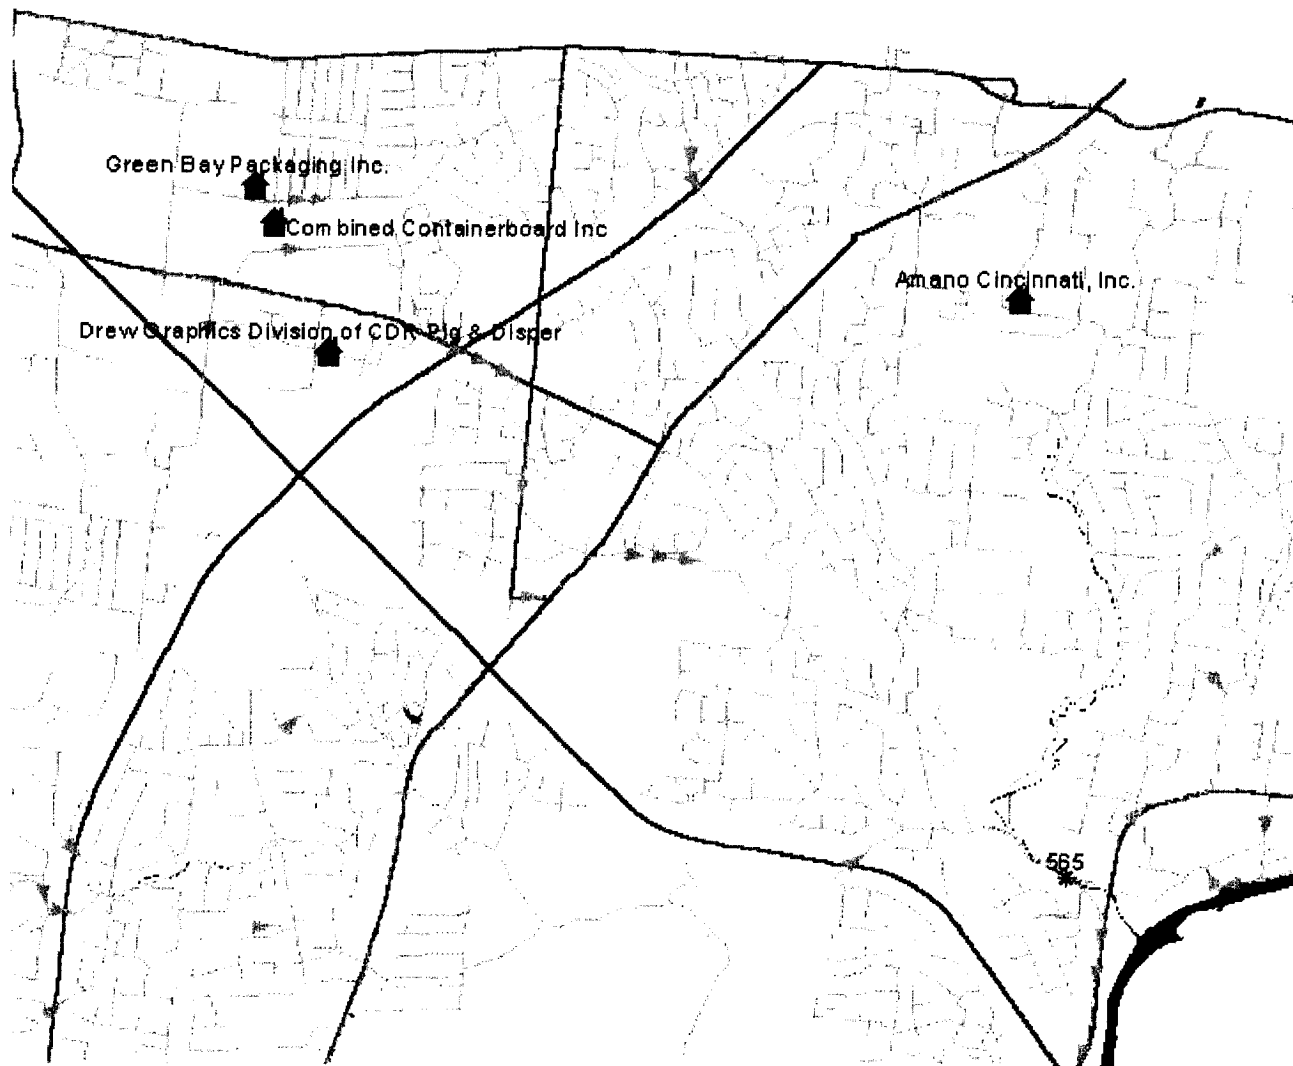 Green Bay Packaging Inc.
Combined Containerboard Inc
Amano Cincinnati, Inc.
Drew Graphics Division of CDR Pig & Disper
565